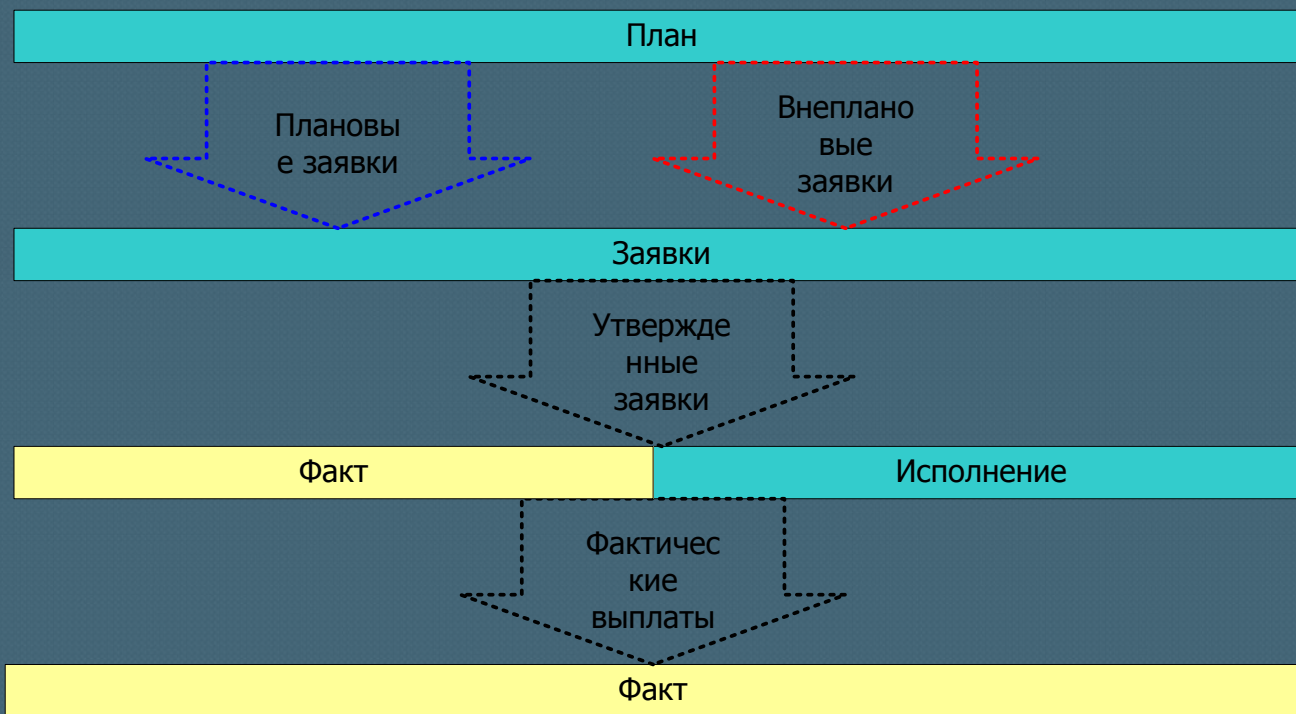 План
Плановы
е заявки
Внеплано
вые
заявки
Заявки
Утвержде
нные
заявки
Факт
Исполнение
Фактичес
кие
выплаты
Факт